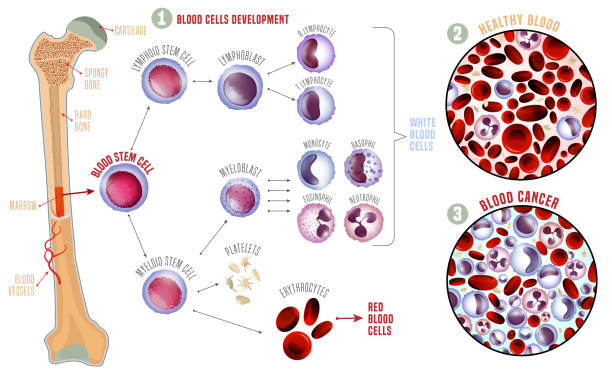 1 BLOOD CELLS DEVELOPMENT
CARTILAGE
SPONGY
BONE
HARD
BONE
MARROW
BLOOD
VESSELS
BLOOD STEM CELL
LYMPHOID STEM CELL
LYMPHOBLAST
B LYMPHOCYTE
T LYMPHOCYTE
MYELOID STEM CELL
MYELOBLAST
MONOCYTE
BASOPHIL
EOSINOPHIL
NEUTROPHIL
PLATELETS
ERYTHROCYTES
RED
BLOOD
CELLS
WHITE
BLOOD
CELLS
2 HEALTHY BLOOD
3 BLOOD CANCER